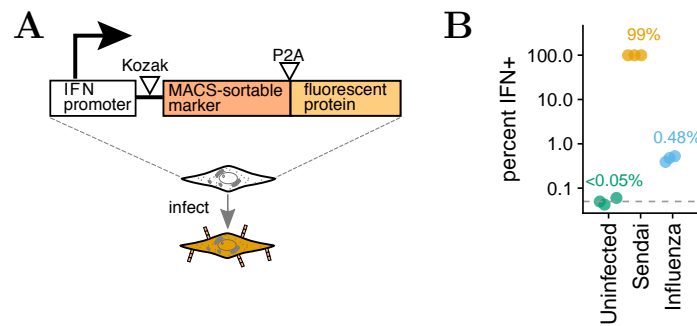 A
Kozak
P2A
IFN
promoter
MACS-sortable
marker
fluorescent
protein
infect
B
percent IFN+
100.0
10.0
1.0
0.1
99%
0.48%
<0.05%
Uninfected
Sendai
Influenza